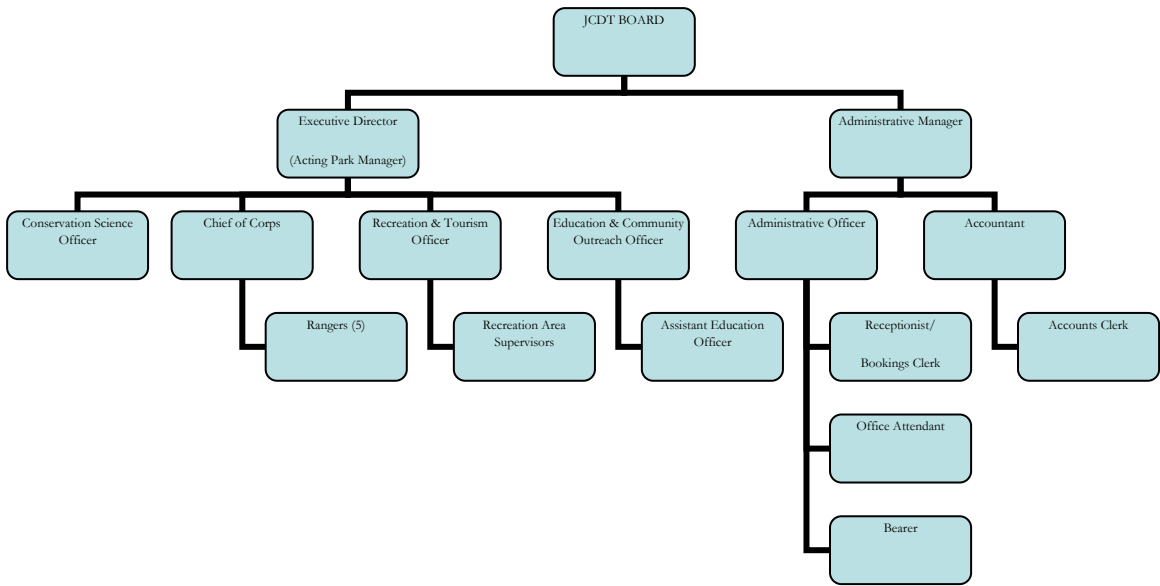 JCDT BOARD
Executive Director
(Acting Park Manager)
Administrative Manager
Conservation Science
Officer
Chief of Corps
Recreation & Tourism
Officer
Education & Community
Outreach Officer
Administrative Officer
Accountant
Rangers (5)
Recreation Area
Supervisors
Assistant Education
Officer
Receptionist/
Bookings Clerk
Accounts Clerk
Office Attendant
Bearer